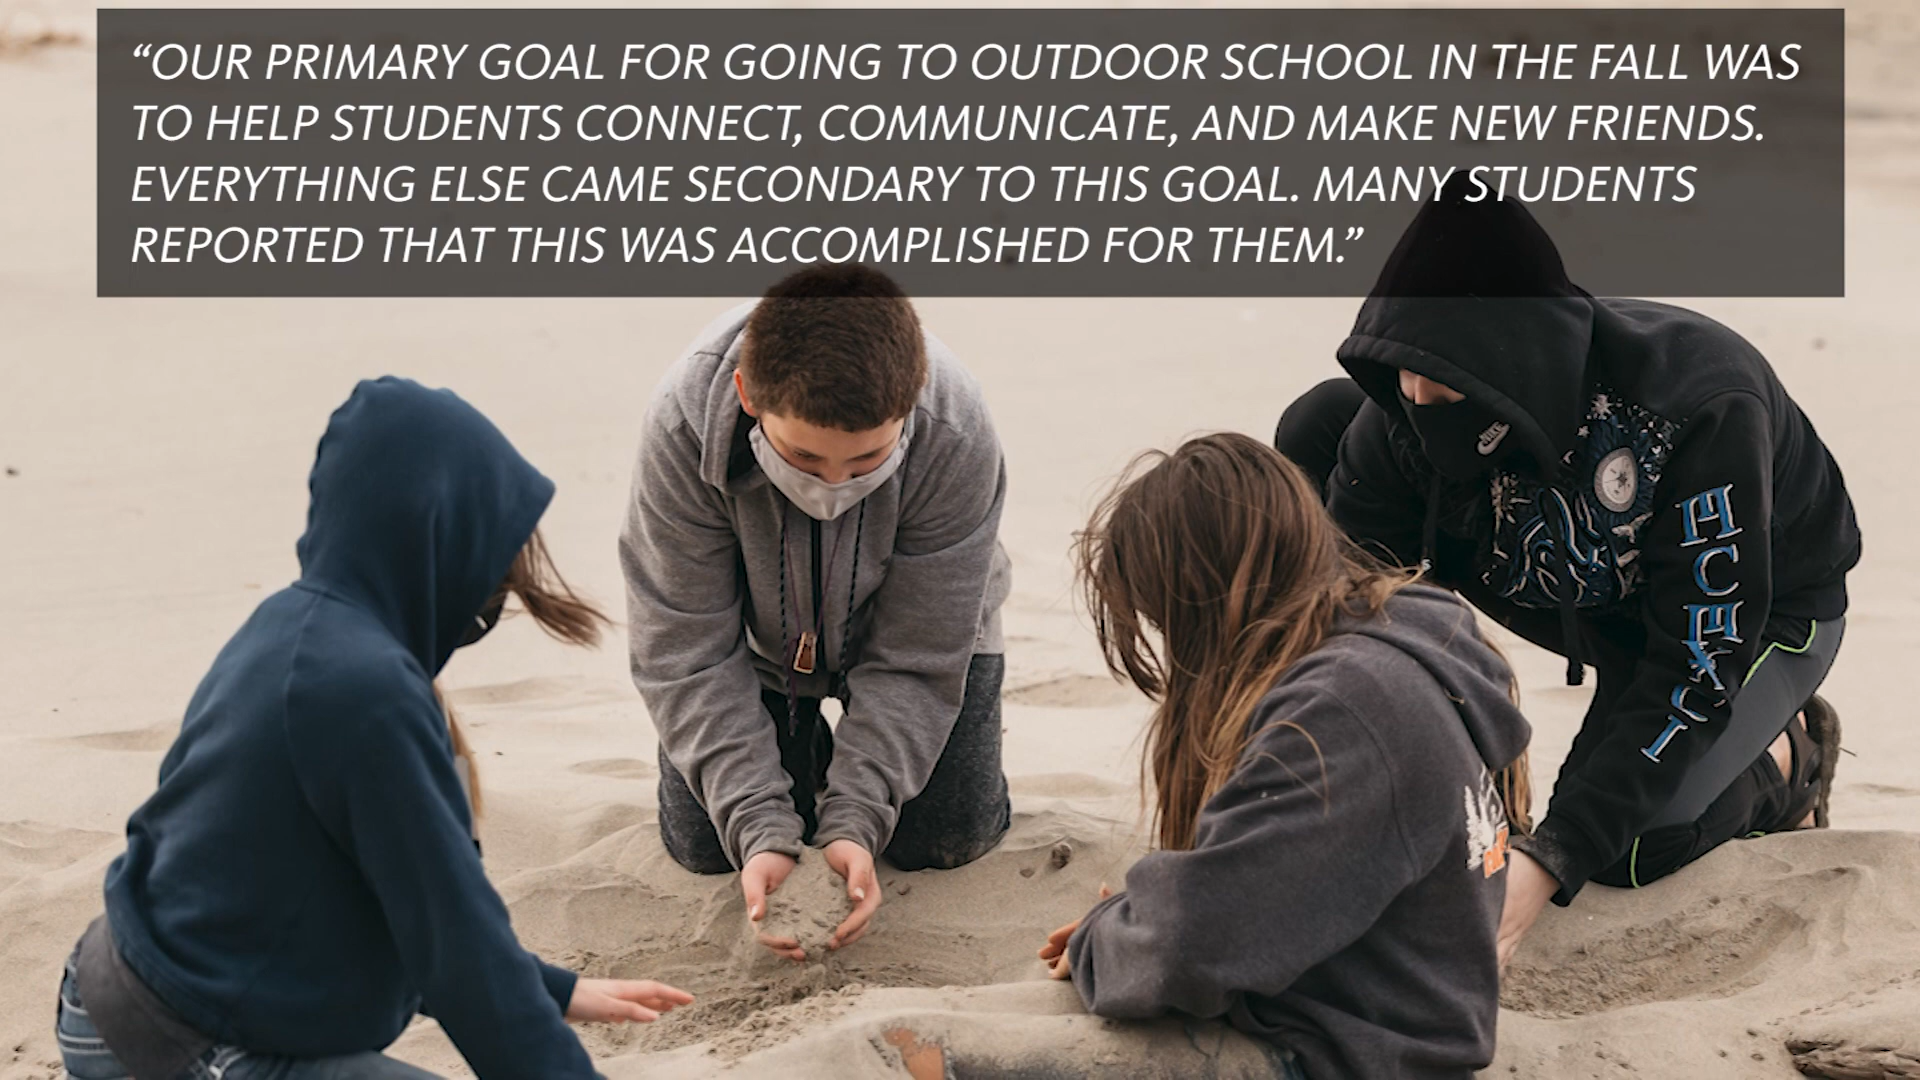 “OUR PRIMARY GOAL FOR GOING TO OUTDOOR SCHOOL IN THE FALL WAS
TO HELP STUDENTS CONNECT, COMMUNICATE, AND MAKE NEW FRIENDS.
EVERYTHING ELSE CAME SECONDARY TO THIS GOAL. MANY STUDENTS
REPORTED THAT THIS WAS ACCOMPLISHED FOR THEM.”
NIKE